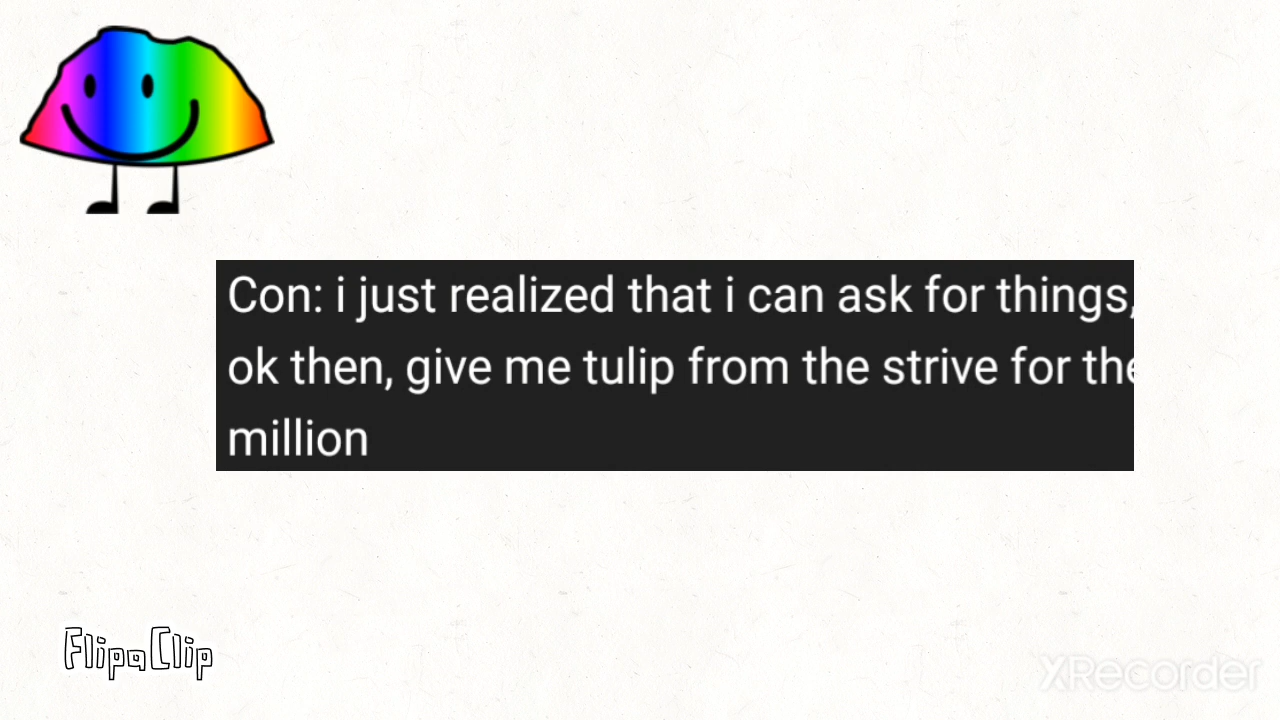 Con: i just realized that i can ask for things,
ok then, give me tulip from the strive for the
million
FlipaClip
XRecorder